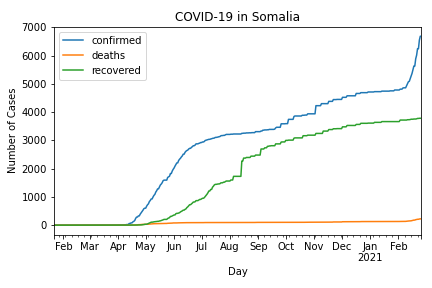 COVID-19 in Somalia
7000
6000
5000
4000
3000
2000
1000
0
Number of Cases
confirmed
deaths
recovered
Feb Mar Apr May Jun Jul Aug Sep Oct Nov Dec Jan Feb
2021
Day